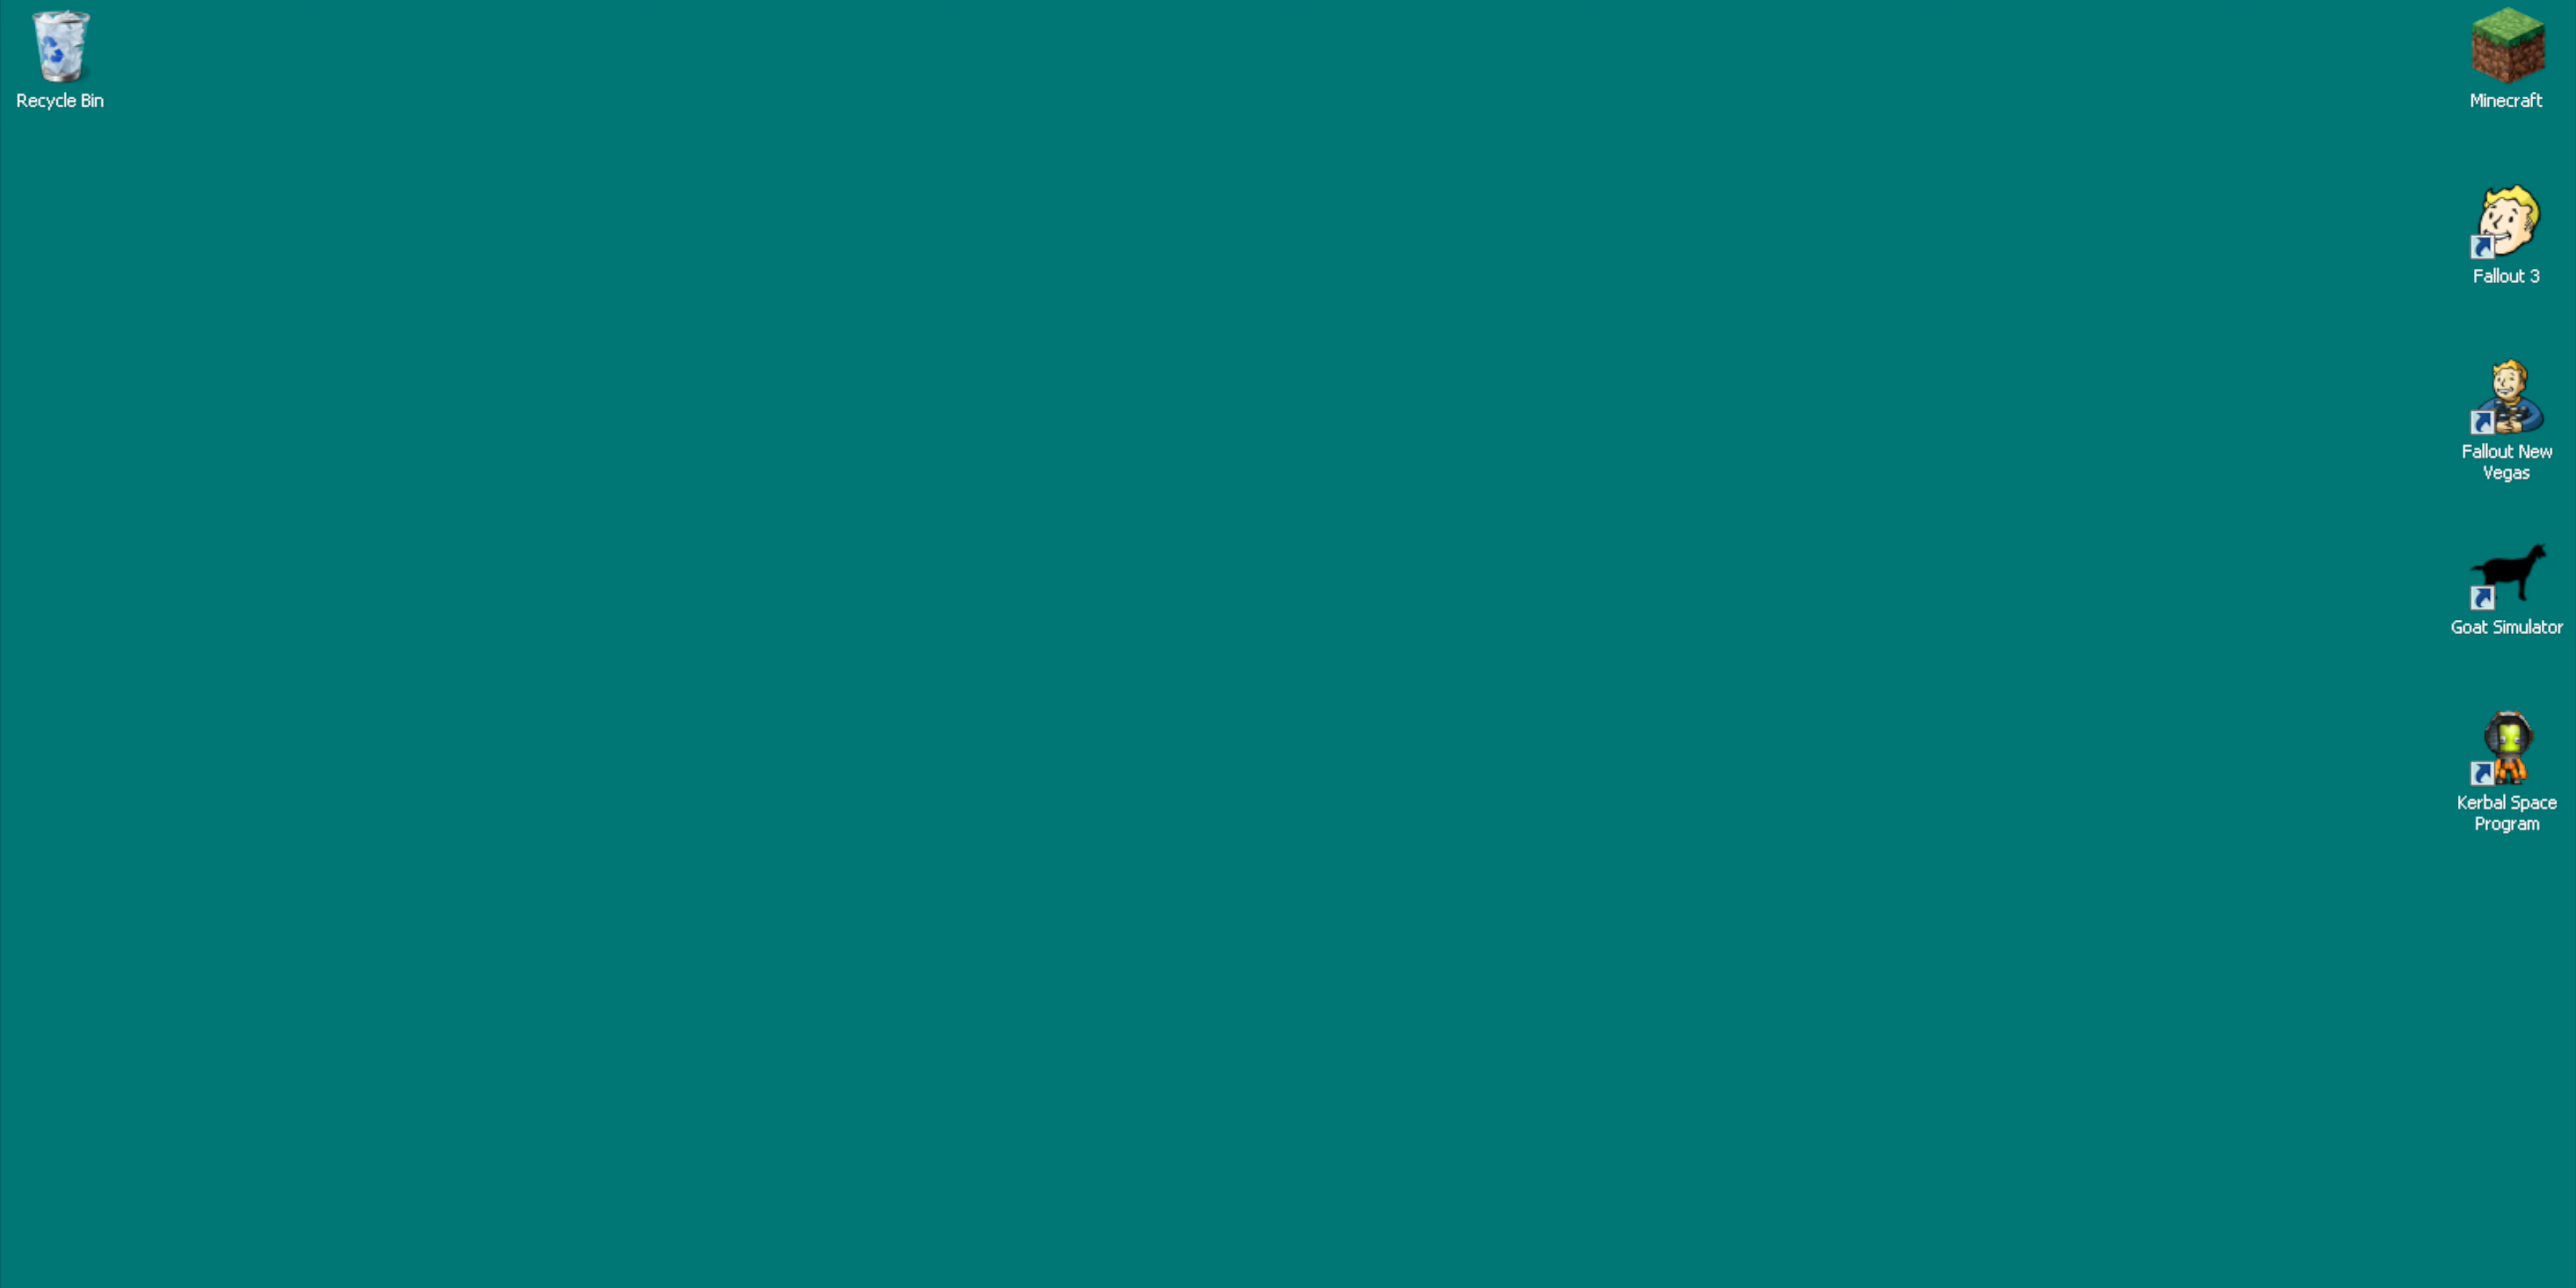 Recycle Bin
Minecraft
Fallout 3
Fallout New
Vegas
Goat Simulator
Kerbal Space
Program